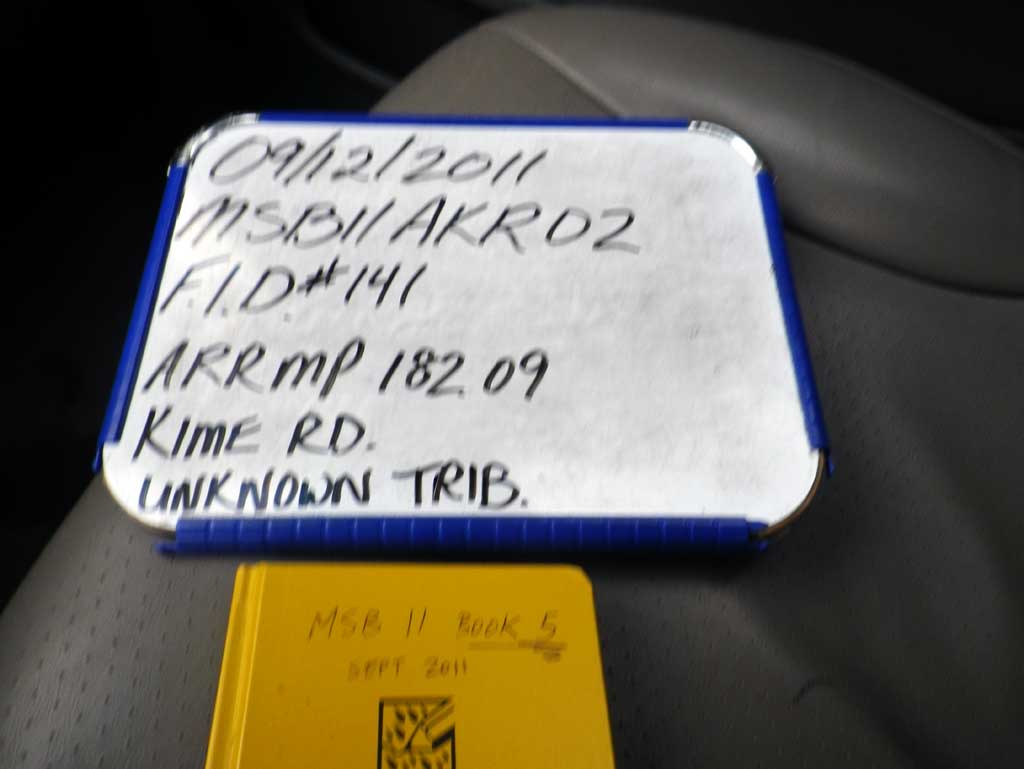 09/12/2011
MSB11AKR02
F.I.D.#141
ARRMP 182.09
KIME RD.
UNKNOWN TRIB.
MSB 11 BOOK 5
SEPT 2011